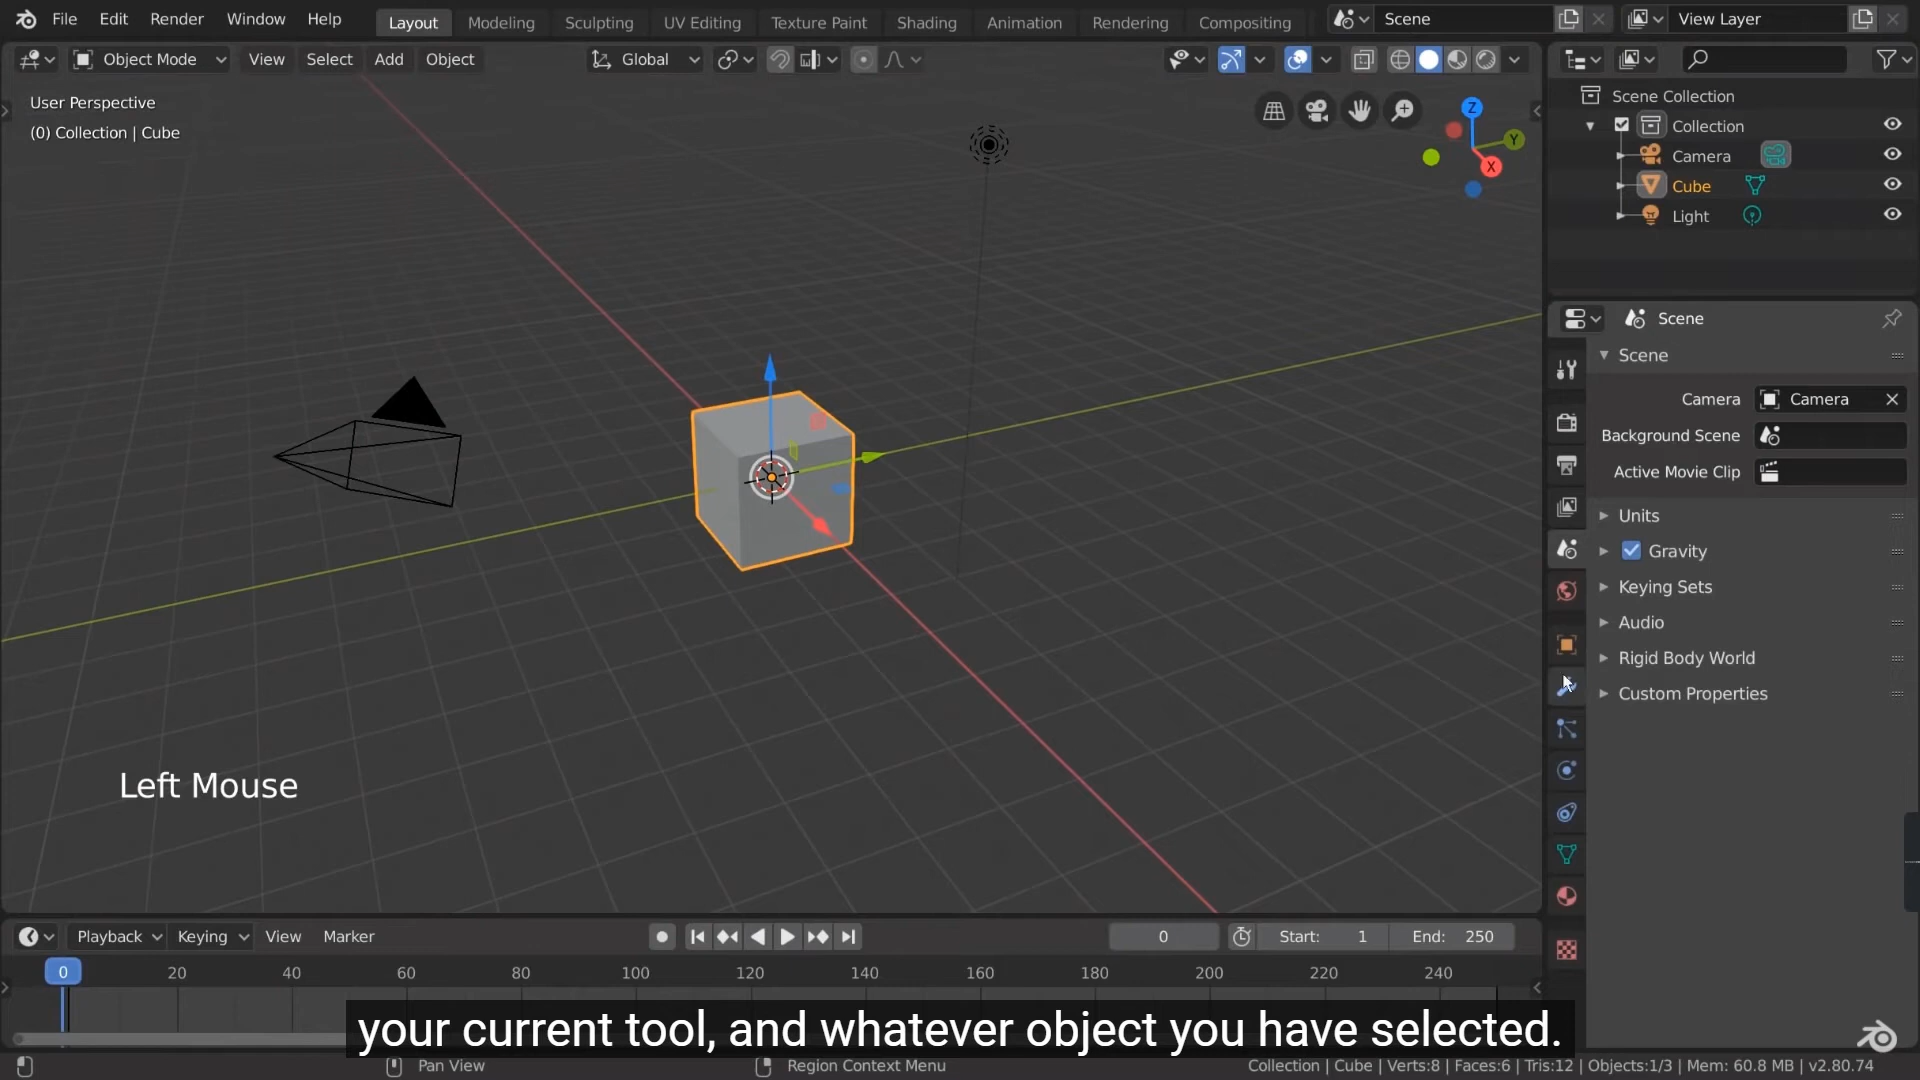 File Edit Render Window Help Layout Modeling Sculpting UV Editing Texture Paint Shading Animation Rendering Compositing Scene View Layer
Object Mode View Select Add Object Global
User Perspective
(0) Collection | Cube
Z
Y
X
Scene Collection
Collection
Camera
Cube
Light
Scene
Scene
Camera Camera
Background Scene
Active Movie Clip
Units
Gravity
Keying Sets
Audio
Rigid Body World
Custom Properties
Left Mouse
Playback Keying View Marker 0 Start: 1 End: 250
0 20 40 60 80 100 120 140 160 180 200 220 240
your current tool, and whatever object you have selected.
Pan View Region Context Menu Collection | Cube | Verts:8 | Faces:6 | Tris:12 | Objects:1/3 | Mem: 60.8 MB | v2.80.74